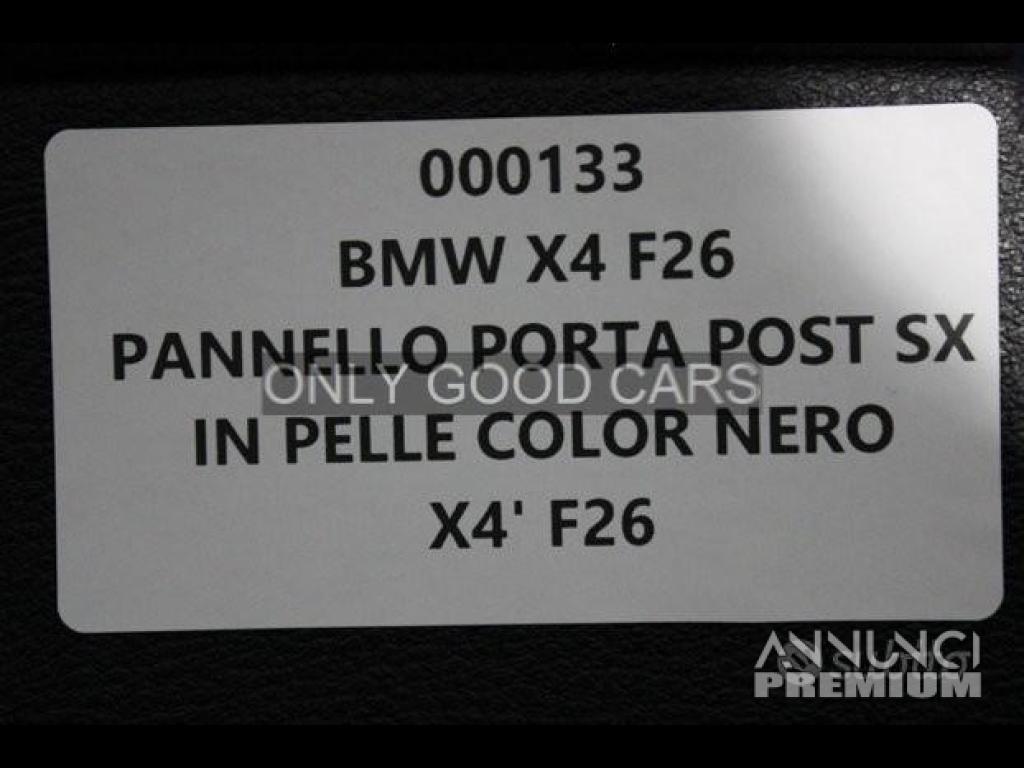 000133
BMW X4 F26
PANNELLO PORTA POST SX
ONLY GOOD CARS
IN PELLE COLOR NERO
X4' F26
ANNUNCI
PREMIUM